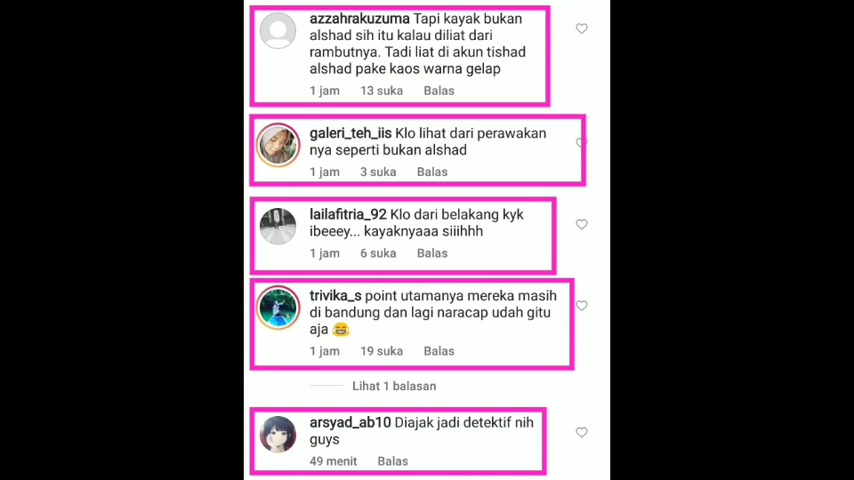 azzahrakuzuma Tapi kayak bukan
alshad sih itu kalau diliat dari
rambutnya. Tadi liat di akun tishad
alshad pake kaos warna gelap
1 jam 13 suka Balas
galeri_teh_iis Klo lihat dari perawakan
nya seperti bukan alshad
1 jam 3 suka Balas
lailafitria_92 Klo dari belakang kyk
ibeeey... kayaknyaaa siiihhh
1 jam 6 suka Balas
trivika_s point utamanya mereka masih
di bandung dan lagi naracap udah gitu
aja 😂
1 jam 19 suka Balas
Lihat 1 balasan
arsyad_ab10 Diajak jadi detektif nih
guys
49 menit Balas